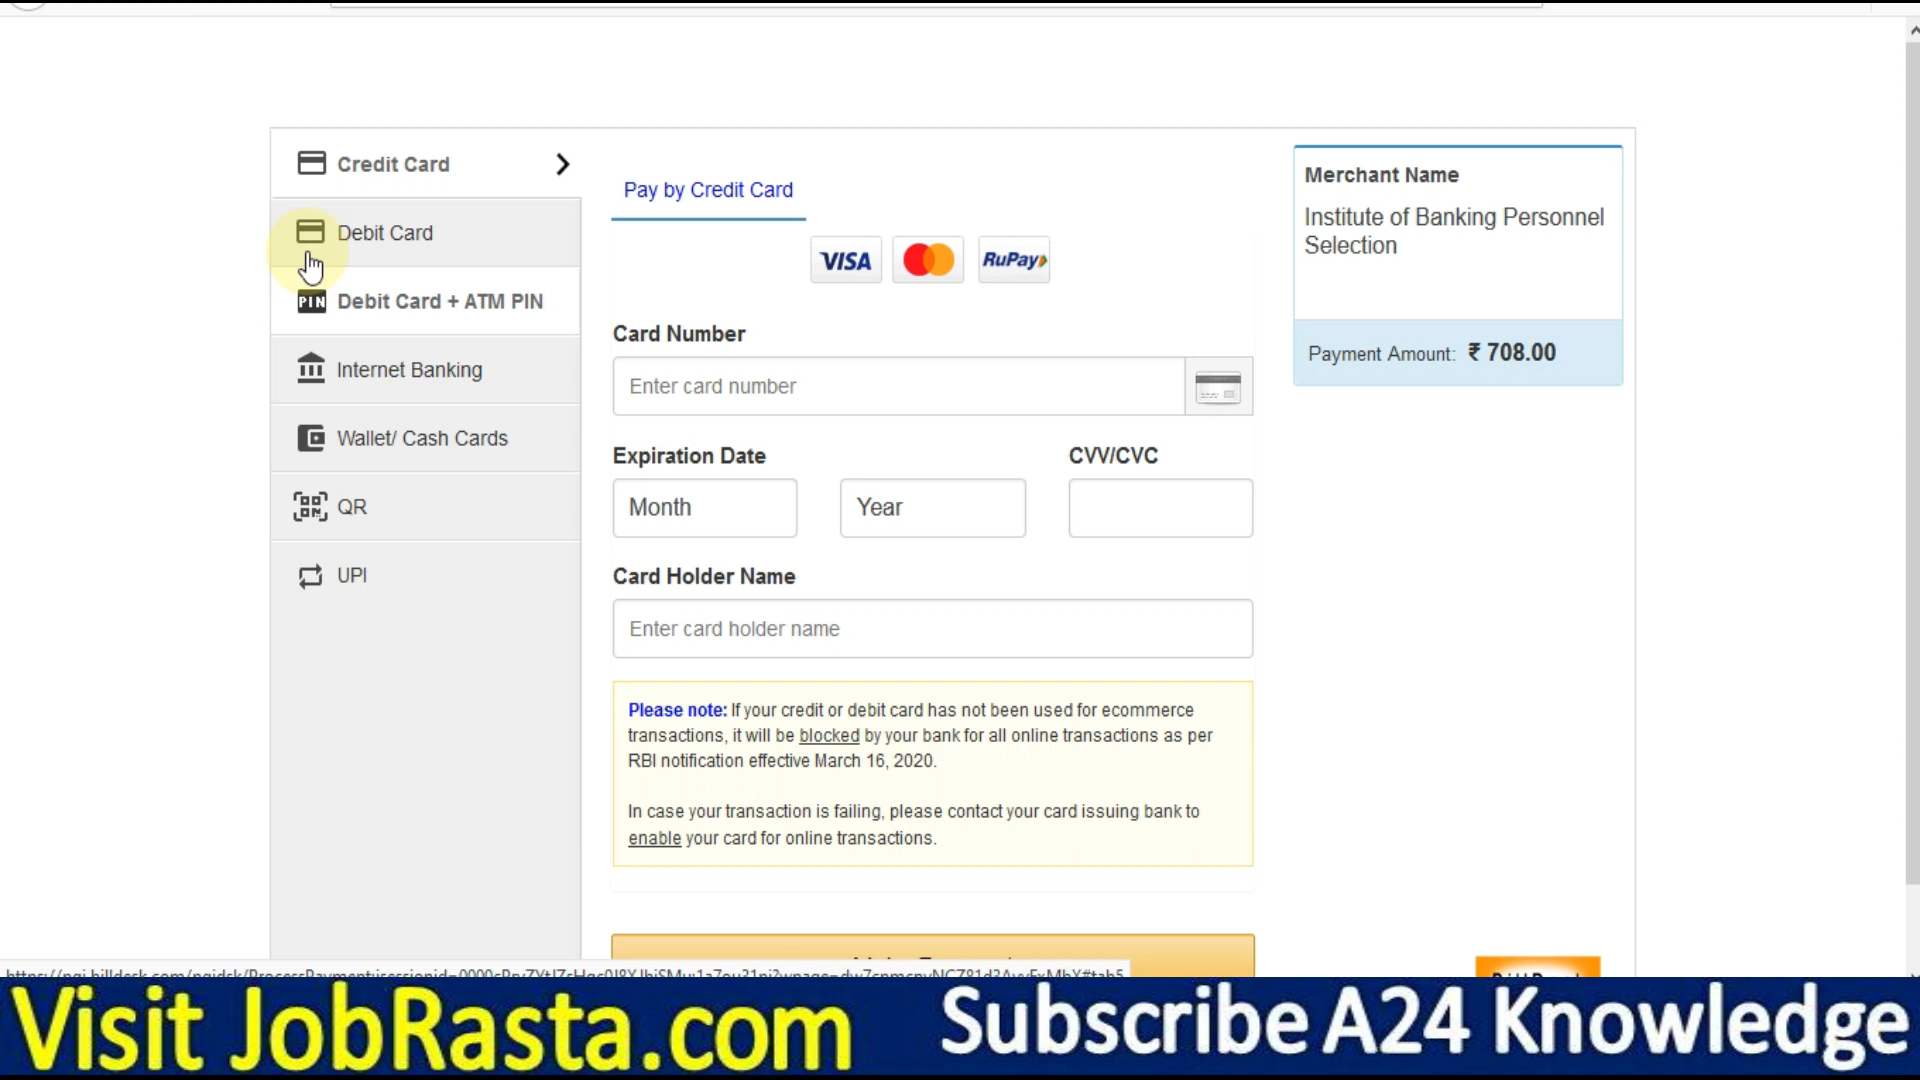 Credit Card
Debit Card
PIN Debit Card + ATM PIN
Internet Banking
Wallet/ Cash Cards
QR
UPI
Pay by Credit Card
VISA
RuPay
Card Number
Enter card number
Expiration Date
CVV/CVC
Month
Year
Card Holder Name
Enter card holder name
Please note: If your credit or debit card has not been used for ecommerce
transactions, it will be blocked by your bank for all online transactions as per
RBI notification effective March 16, 2020.
In case your transaction is failing, please contact your card issuing bank to
enable your card for online transactions.
Merchant Name
Institute of Banking Personnel
Selection
Payment Amount: ₹ 708.00
Visit JobRasta.com
Subscribe A24 Knowledge